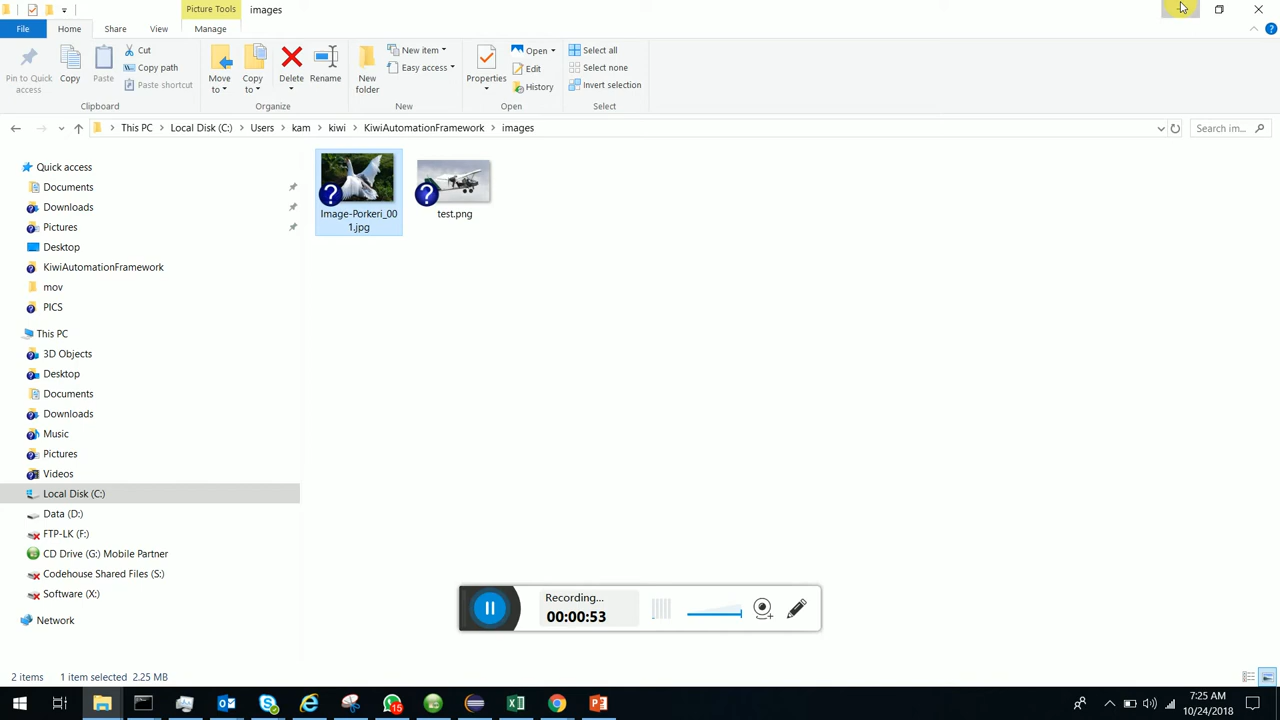 Picture Tools images
File Home Share View Manage
Pin to Quick access
Copy
Paste
Cut
Copy path
Paste shortcut
Clipboard
Move to
Copy to
Delete
Rename
Organize
New folder
New item
Easy access
New
Properties
Open
Edit
History
Open
Select all
Select none
Invert selection
Select
This PC Local Disk (C:) Users kam kiwi KiwiAutomationFramework images
Search im...
Quick access
Documents
Downloads
Pictures
Desktop
KiwiAutomationFramework
mov
PICS
This PC
3D Objects
Desktop
Documents
Downloads
Music
Pictures
Videos
Local Disk (C:)
Data (D:)
FTP-LK (F:)
CD Drive (G:) Mobile Partner
Codehouse Shared Files (S:)
Software (X:)
Network
Image-Porkeri_00
1.jpg
test.png
Recording...
00:00:53
2 items 1 item selected 2.25 MB
15
7:25 AM
10/24/2018